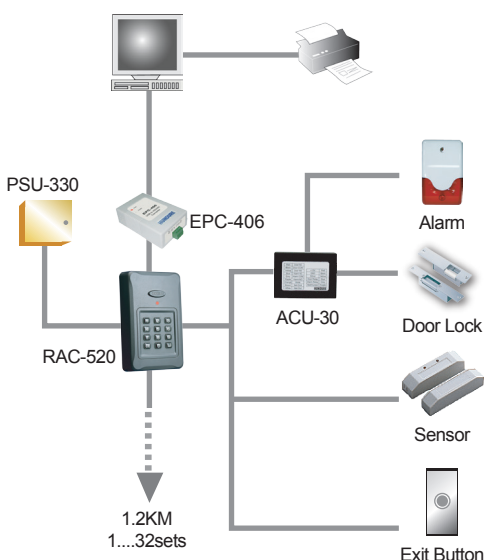 PSU-330
EPC-406
Alarm
ACU-30
Door Lock
RAC-520
Sensor
1.2KM
1....32sets
Exit Button